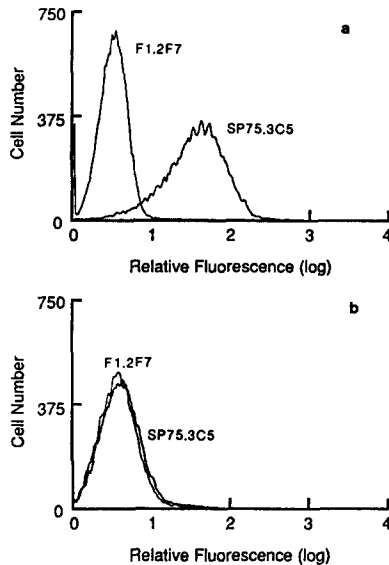 750
a
F1.2F7
375
SP75.3C5
Cell Number
0
0 1 2 3 4
Relative Fluorescence (log)
750
b
F1.2F7
375
SP75.3C5
Cell Number
0
0 1 2 3 4
Relative Fluorescence (log)